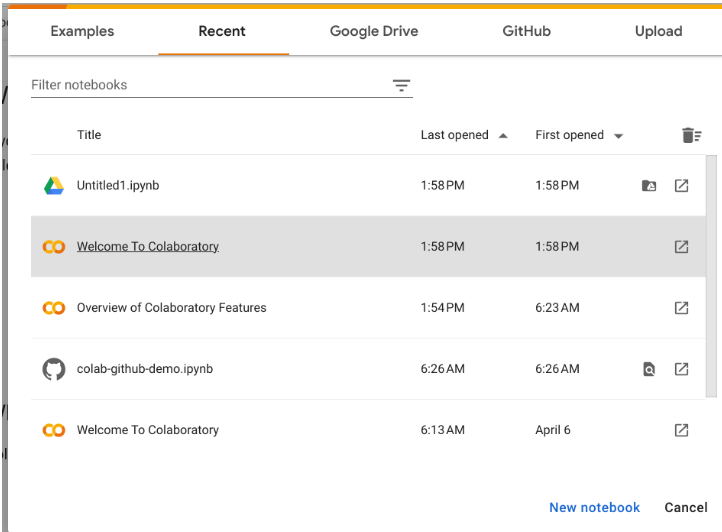 Examples Recent Google Drive GitHub Upload
Filter notebooks
Title Last opened First opened
Untitled1.ipynb 1:58 PM 1:58 PM
Welcome To Colaboratory 1:58 PM 1:58 PM
Overview of Colaboratory Features 1:54 PM 6:23 AM
colab-github-demo.ipynb 6:26 AM 6:26 AM
Welcome To Colaboratory 6:13 AM April 6
New notebook Cancel